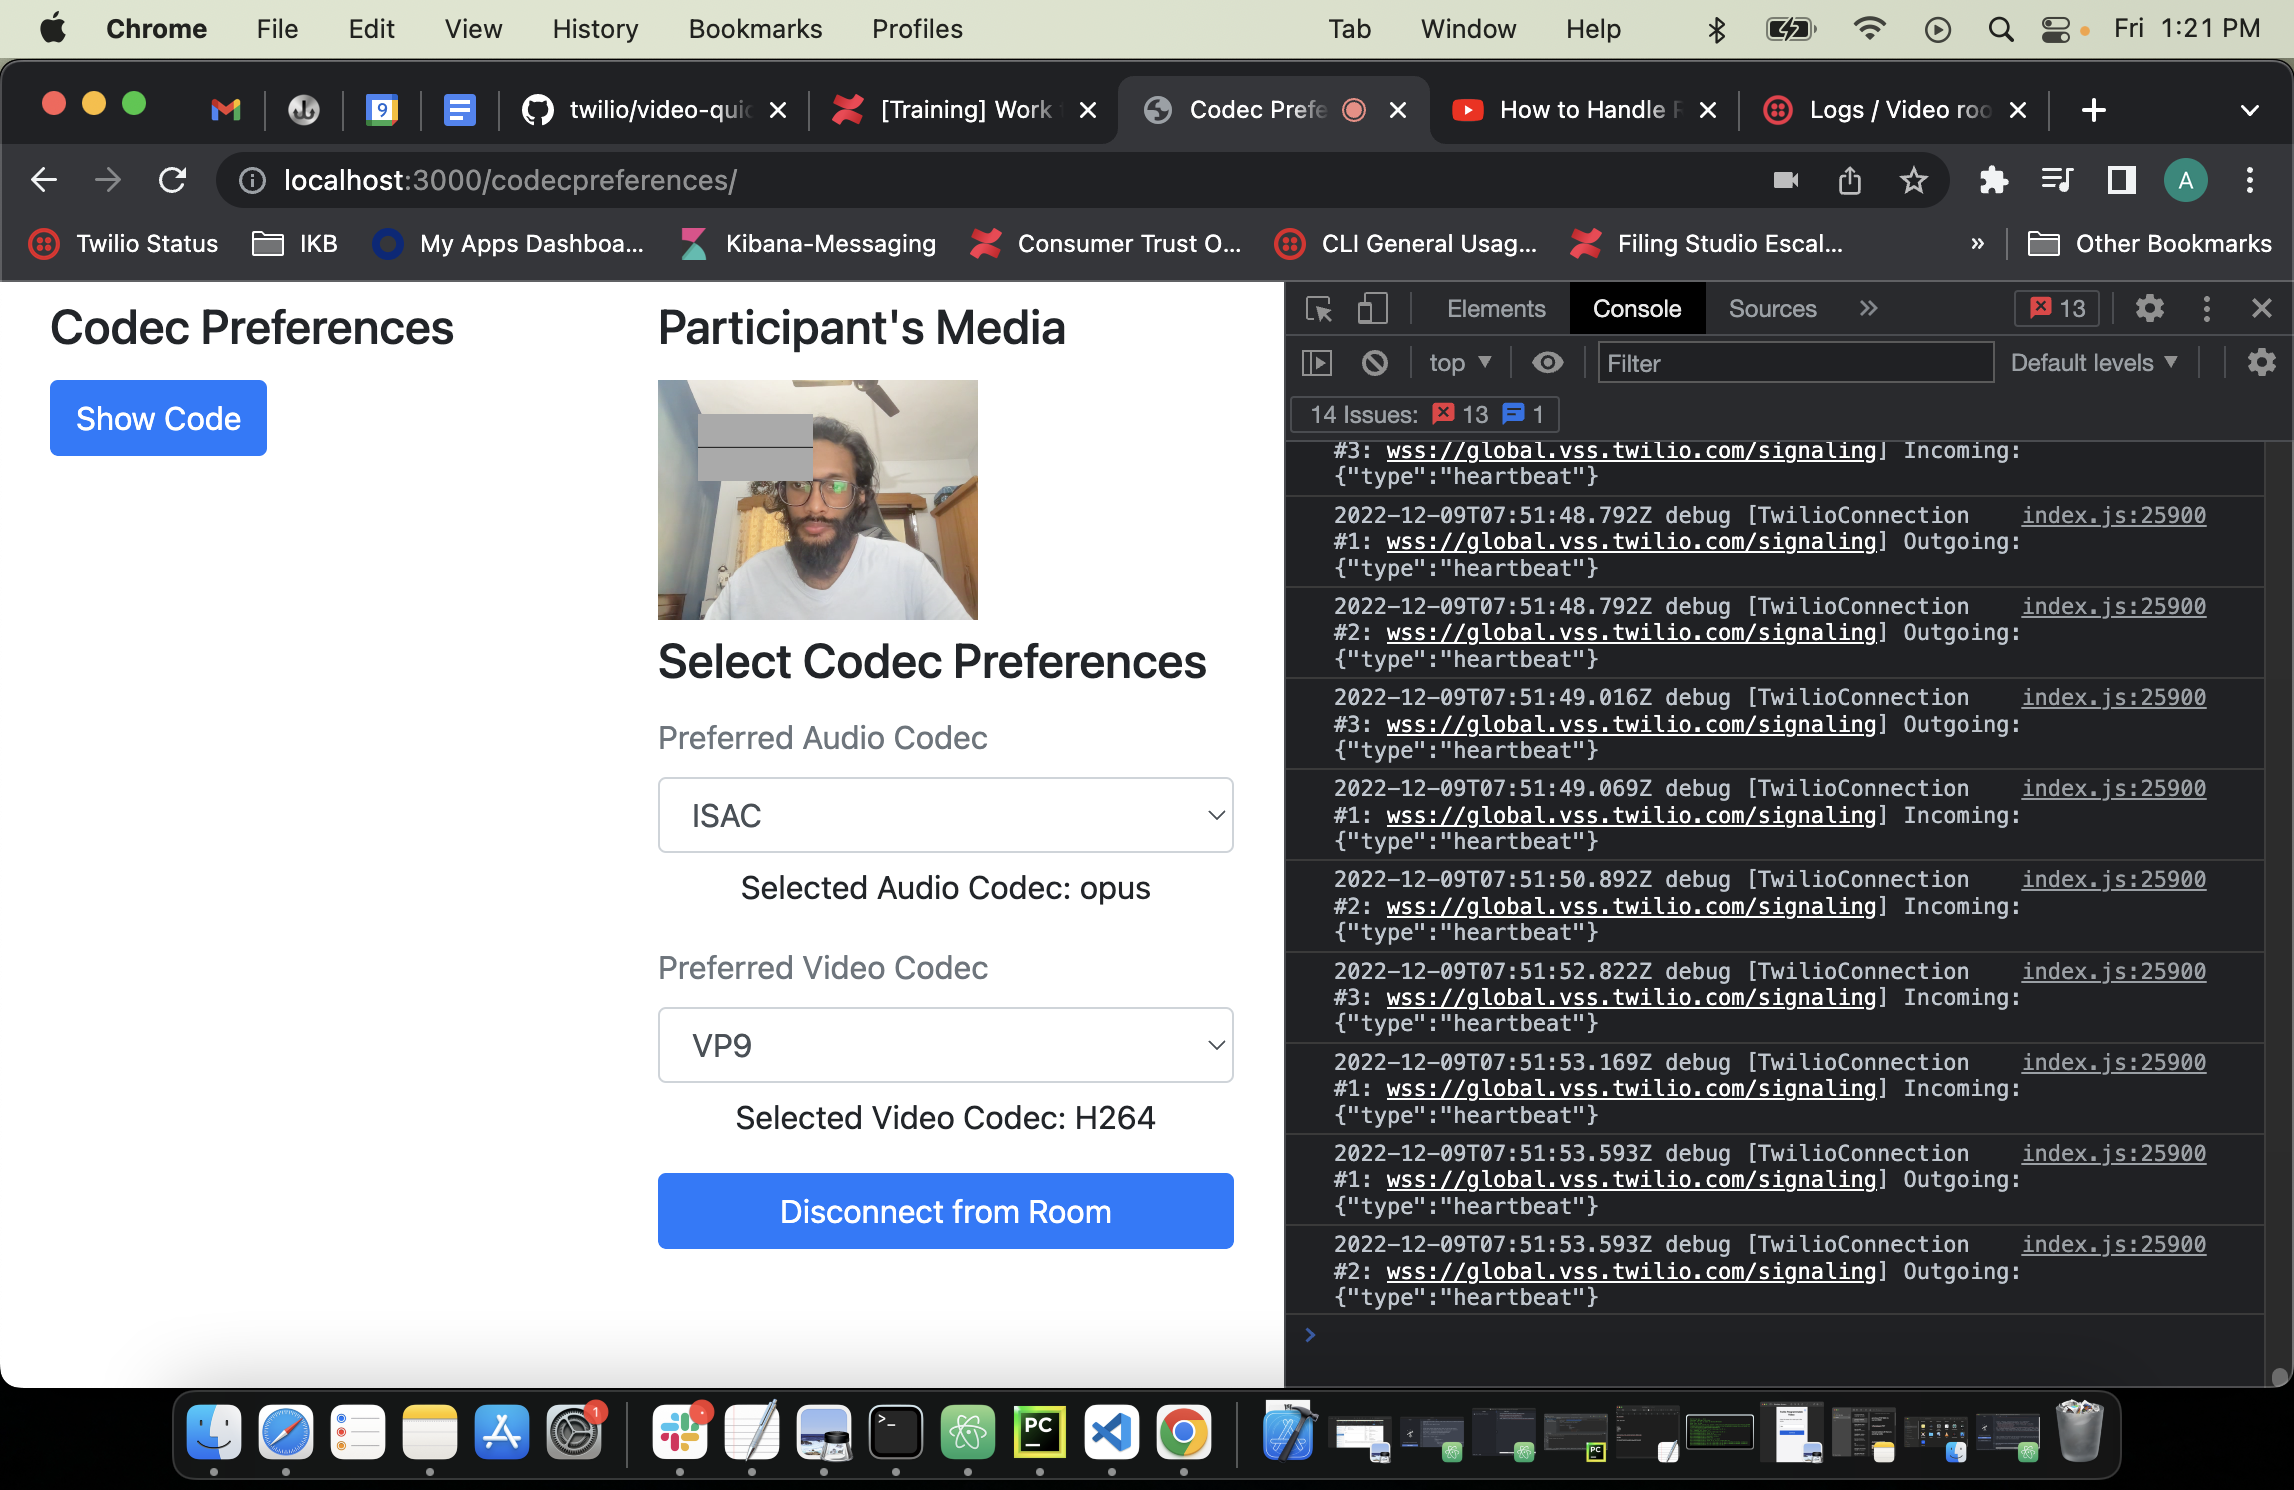 Chrome File Edit View History Bookmarks Profiles Tab Window Help Fri 1:21 PM
9 twilio/video-quic [Training] Work Codec Prefe How to Handle Logs / Video roo
localhost:3000/codecpreferences/ A
Twilio Status IKB My Apps Dashboa... Kibana-Messaging Consumer Trust O... CLI General Usag... Filing Studio Escal... » Other Bookmarks
Codec Preferences
Show Code
Participant's Media
Select Codec Preferences
Preferred Audio Codec
ISAC
Selected Audio Codec: opus
Preferred Video Codec
VP9
Selected Video Codec: H264
Disconnect from Room
Elements Console Sources » 13
top Filter Default levels
14 Issues: 13 1
#3: wss://global.vss.twilio.com/signaling] Incoming:
{"type":"heartbeat"}
2022-12-09T07:51:48.792Z debug [TwilioConnection index.js:25900
#1: wss://global.vss.twilio.com/signaling] Outgoing:
{"type":"heartbeat"}
2022-12-09T07:51:48.792Z debug [TwilioConnection index.js:25900
#2: wss://global.vss.twilio.com/signaling] Outgoing:
{"type":"heartbeat"}
2022-12-09T07:51:49.016Z debug [TwilioConnection index.js:25900
#3: wss://global.vss.twilio.com/signaling] Outgoing:
{"type":"heartbeat"}
2022-12-09T07:51:49.069Z debug [TwilioConnection index.js:25900
#1: wss://global.vss.twilio.com/signaling] Incoming:
{"type":"heartbeat"}
2022-12-09T07:51:50.892Z debug [TwilioConnection index.js:25900
#2: wss://global.vss.twilio.com/signaling] Incoming:
{"type":"heartbeat"}
2022-12-09T07:51:52.822Z debug [TwilioConnection index.js:25900
#3: wss://global.vss.twilio.com/signaling] Incoming:
{"type":"heartbeat"}
2022-12-09T07:51:53.169Z debug [TwilioConnection index.js:25900
#1: wss://global.vss.twilio.com/signaling] Incoming:
{"type":"heartbeat"}
2022-12-09T07:51:53.593Z debug [TwilioConnection index.js:25900
#1: wss://global.vss.twilio.com/signaling] Outgoing:
{"type":"heartbeat"}
2022-12-09T07:51:53.593Z debug [TwilioConnection index.js:25900
#2: wss://global.vss.twilio.com/signaling] Outgoing:
{"type":"heartbeat"}
1 PC